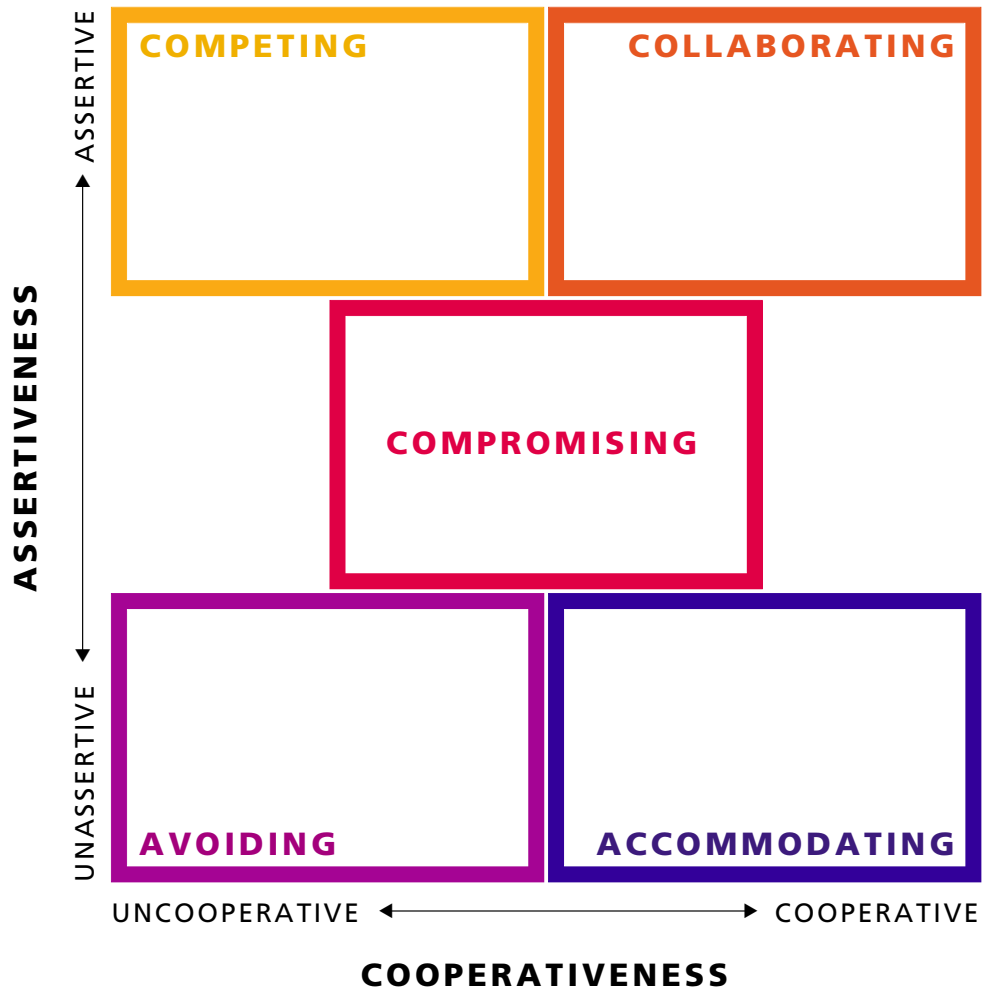 ASSERTIVENESS
ASSERTIVE
UNASSERTIVE
COMPETING
COLLABORATING
COMPROMISING
AVOIDING
ACCOMMODATING
UNCOOPERATIVE
COOPERATIVE
COOPERATIVENESS